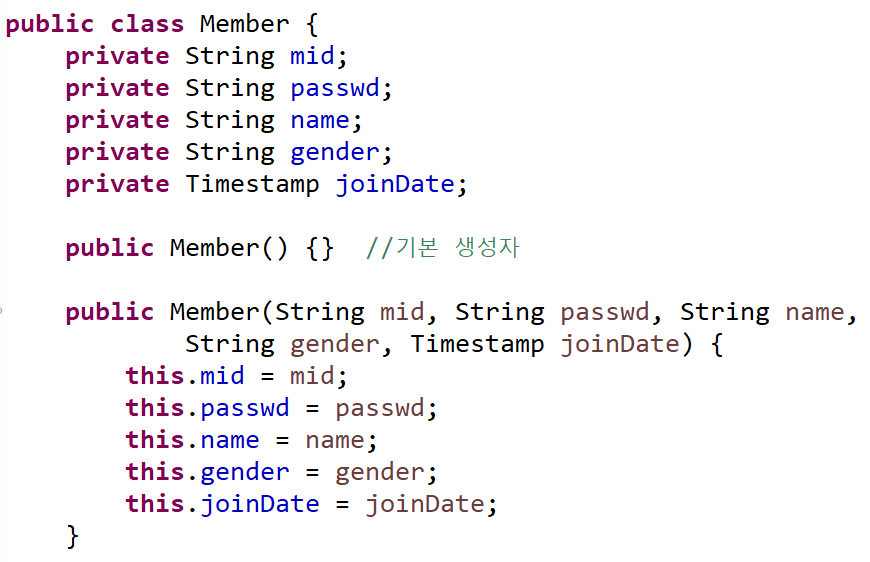 public class Member {
    private String mid;
    private String passwd;
    private String name;
    private String gender;
    private Timestamp joinDate;
    public Member() {}  //기본 생성자
    public Member(String mid, String passwd, String name,
            String gender, Timestamp joinDate) {
        this.mid = mid;
        this.passwd = passwd;
        this.name = name;
        this.gender = gender;
        this.joinDate = joinDate;
    }